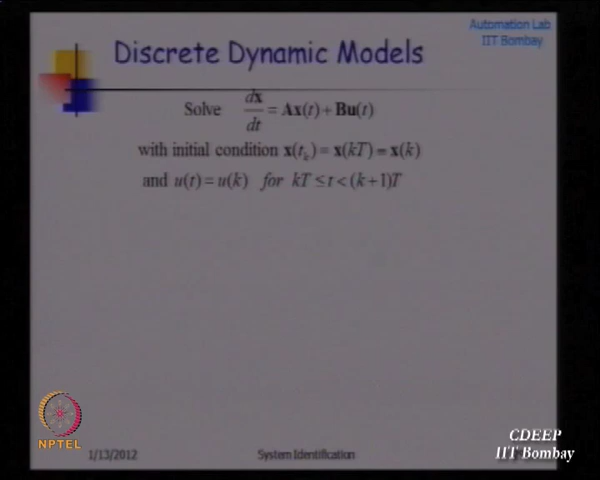 Automation Lab
IIT Bombay
Discrete Dynamic Models
Solve dx/dt = Ax(t) + Bu(t)
with initial condition x(t_k) = x(kT) = x(k)
and u(t) = u(k) for kT ≤ t < (k+1)T
NPTEL
1/13/2012
System Identification
CDEEP
IIT Bombay